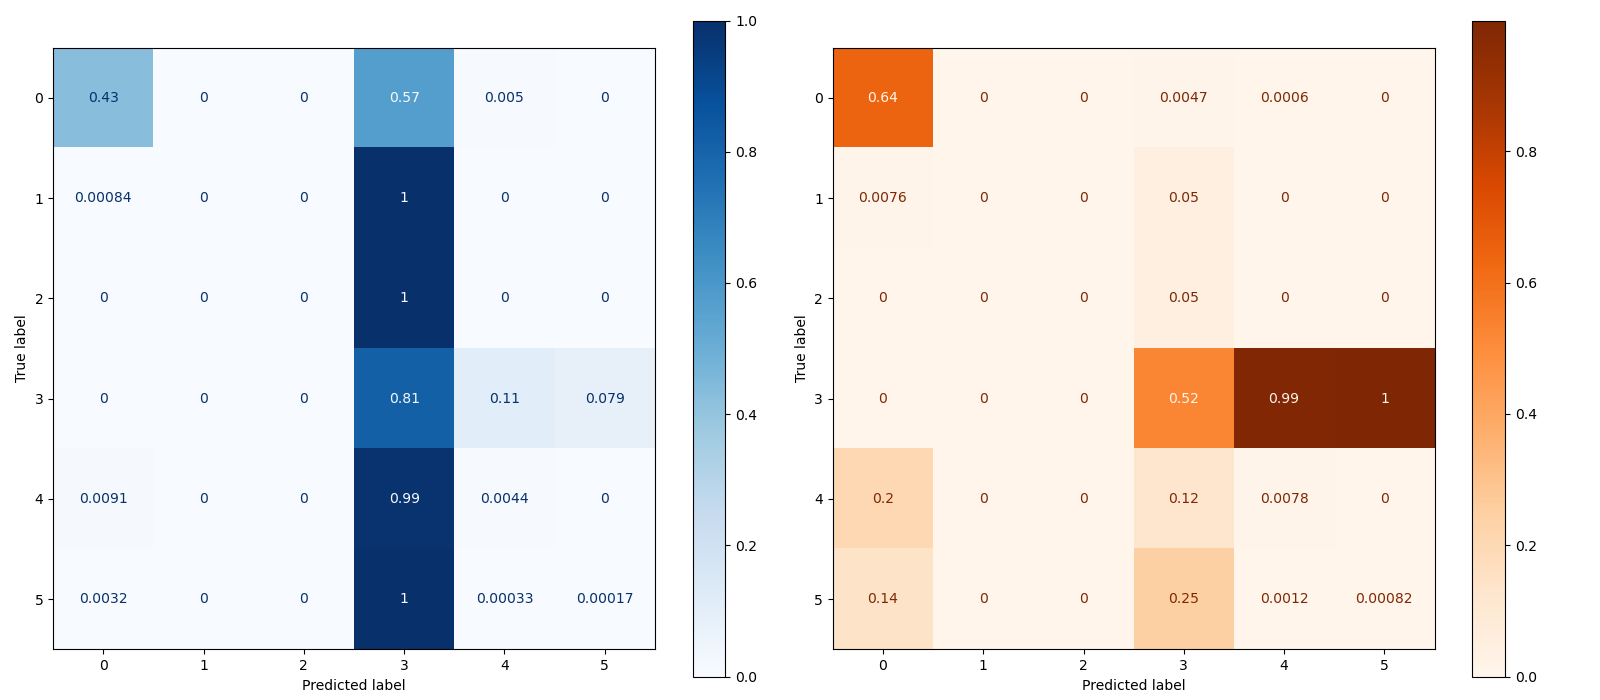 1.0
0 0.43 0 0 0.57 0.005 0
0.8
1 0.00084 0 0 1 0 0
0.6
2 0 0 0 1 0 0
True label
3 0 0 0 0.81 0.11 0.079
0.4
4 0.0091 0 0 0.99 0.0044 0
0.2
5 0.0032 0 0 1 0.00033 0.00017
0.0
0 1 2 3 4 5
Predicted label
0 0.64 0 0 0.0047 0.0006 0
0.8
1 0.0076 0 0 0.05 0 0
0.6
2 0 0 0 0.05 0 0
True label
3 0 0 0 0.52 0.99 1
0.4
4 0.2 0 0 0.12 0.0078 0
0.2
5 0.14 0 0 0.25 0.0012 0.00082
0.0
0 1 2 3 4 5
Predicted label